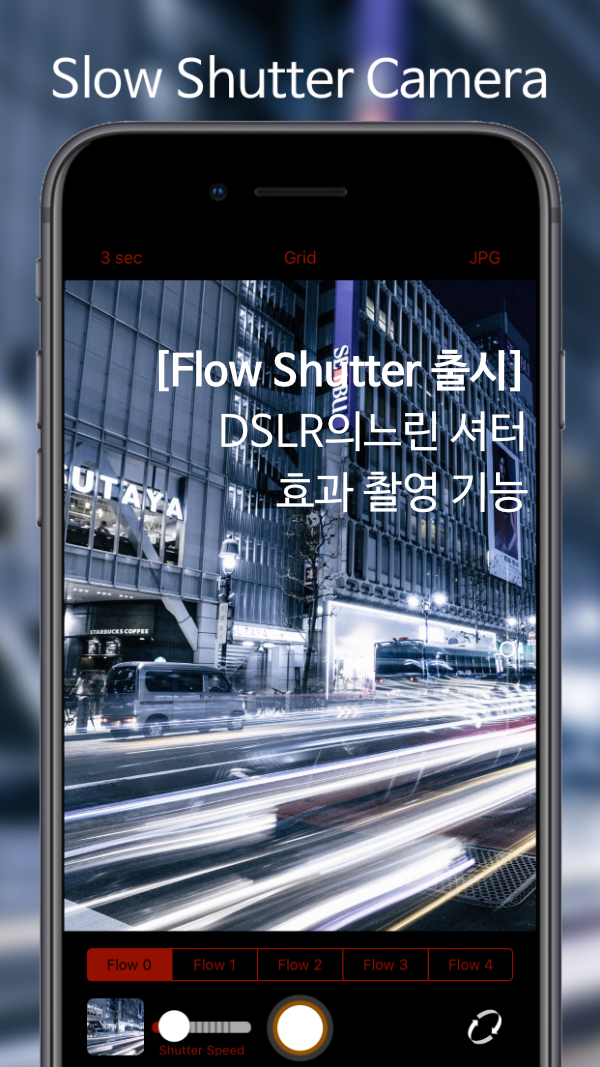 Slow Shutter Camera
3 sec Grid JPG
[Flow Shutter 출시]
DSLR의느린 셔터
효과 촬영 기능
UTAYA
STARBUCKS COFFEE
Flow 0 Flow 1 Flow 2 Flow 3 Flow 4
Shutter Speed